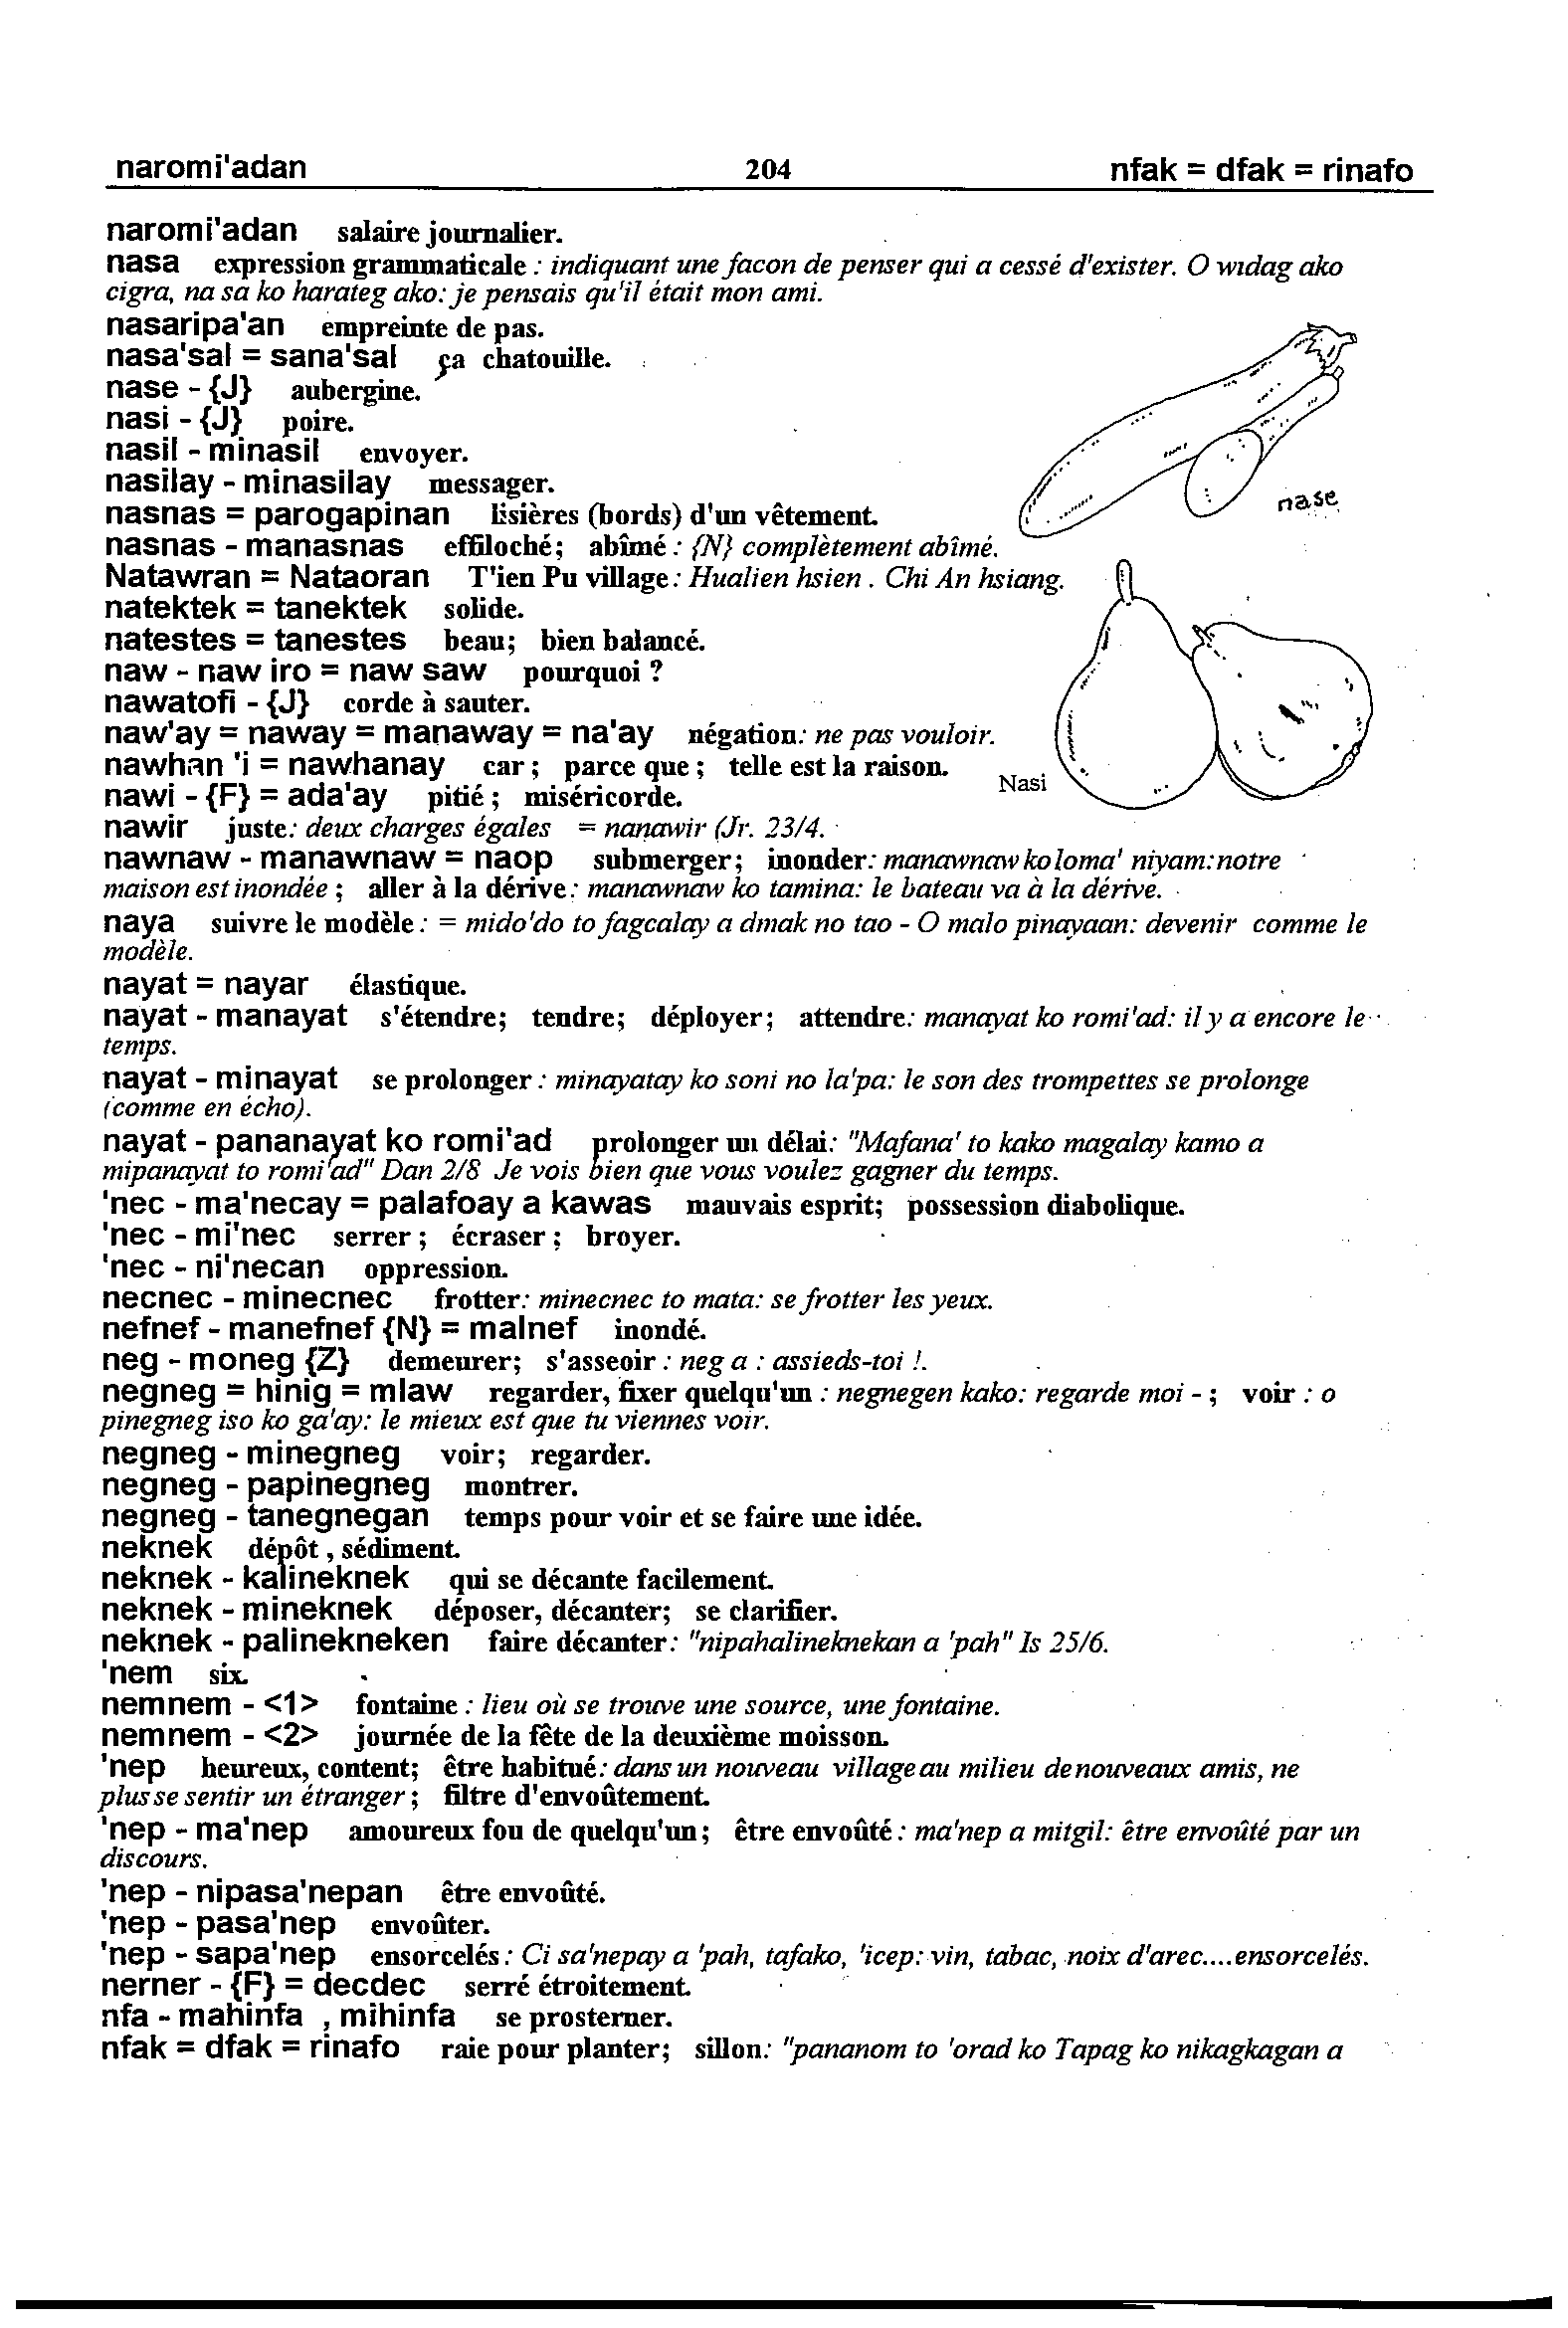 naromi'adan 204 nfak = dfak = rinafo
naromi'adan salaire journalier.
nasa expression grammaticale : indiquant une facon de penser qui a cessé d'exister. O widag ako
cigra, na sa ko harateg ako: je pensais qu'il était mon ami.
nasaripa'an empreinte de pas.
nasa'sal = sana'sal ça chatouille.
nase - {J} aubergine.
nasi - {J} poire.
nasil - minasil envoyer.
nasilay - minasilay messager.
nase
nasnas = parogapinan lisières (bords) d'un vêtement.
nasnas - manasnas effiloché; abîmé : {N} complètement abîmé.
Natawran = Nataoran T'ien Pu village : Hualien hsien . Chi An hsiang.
natektek = tanektek solide.
natestes = tanestes beau; bien balancé.
naw - naw iro = naw saw pourquoi ?
nawatofi - {J} corde à sauter.
naw'ay = naway = manaway = na'ay négation: ne pas vouloir.
nawhan 'i = nawhanay car ; parce que ; telle est la raison.
Nasi
nawi - {F} = ada'ay pitié ; miséricorde.
nawir juste: deux charges égales = nanawir (Jr. 23/4.
nawnaw - manawnaw = naop submerger; inonder: manawnaw ko loma' niyam:notre
maison est inondée ; aller à la dérive: manawnaw ko tamina: le bateau va à la dérive.
naya suivre le modèle : = mido'do to fagcalay a dmak no tao - O malo pinayaan: devenir comme le
modèle.
nayat = nayar élastique.
nayat - manayat s'étendre; tendre; déployer; attendre: manayat ko romi'ad: il y a encore le
temps.
nayat - minayat se prolonger : minayatay ko soni no la'pa: le son des trompettes se prolonge
(comme en écho).
nayat - pananayat ko romi'ad prolonger un délai: "Mafana' to kako magalay kamo a
mipanayat to romi'ad" Dan 2/8 Je vois bien que vous voulez gagner du temps.
'nec - ma'necay = palafoay a kawas mauvais esprit; possession diabolique.
'nec - mi'nec serrer ; écraser ; broyer.
'nec - ni'necan oppression.
necnec - minecnec frotter: minecnec to mata: se frotter les yeux.
nefnef - manefnef {N} = malnef inondé.
neg - moneg {Z} demeurer; s'asseoir : neg a : assieds-toi !.
negneg = hinig = mlaw regarder, fixer quelqu'un : negnegen kako: regarde moi - ; voir : o
pinegneg iso ko ga'ay: le mieux est que tu viennes voir.
negneg - minegneg voir; regarder.
negneg - papinegneg montrer.
negneg - tanegnegan temps pour voir et se faire une idée.
neknek dépôt , sédiment.
neknek - kalineknek qui se décante facilement.
neknek - mineknek déposer, décanter; se clarifier.
neknek - palinekneken faire décanter: "nipahalineknekan a 'pah" Is 25/6.
'nem six.
nemnem - <1> fontaine : lieu où se trouve une source, une fontaine.
nemnem - <2> journée de la fête de la deuxième moisson.
'nep heureux, content; être habitué: dans un nouveau village au milieu de nouveaux amis, ne
plus se sentir un étranger ; filtre d'envoûtement.
'nep - ma'nep amoureux fou de quelqu'un ; être envoûté : ma'nep a mitgil: être envoûté par un
discours.
'nep - nipasa'nepan être envoûté.
'nep - pasa'nep envoûter.
'nep - sapa'nep ensorcelés : Ci sa'nepay a 'pah, tafako, 'icep: vin, tabac, noix d'arec....ensorcelés.
nerner - {F} = decdec serré étroitement.
nfa - mahinfa , mihinfa se prosterner.
nfak = dfak = rinafo raie pour planter; sillon: "pananom to 'orad ko Tapag ko nikagkagan a